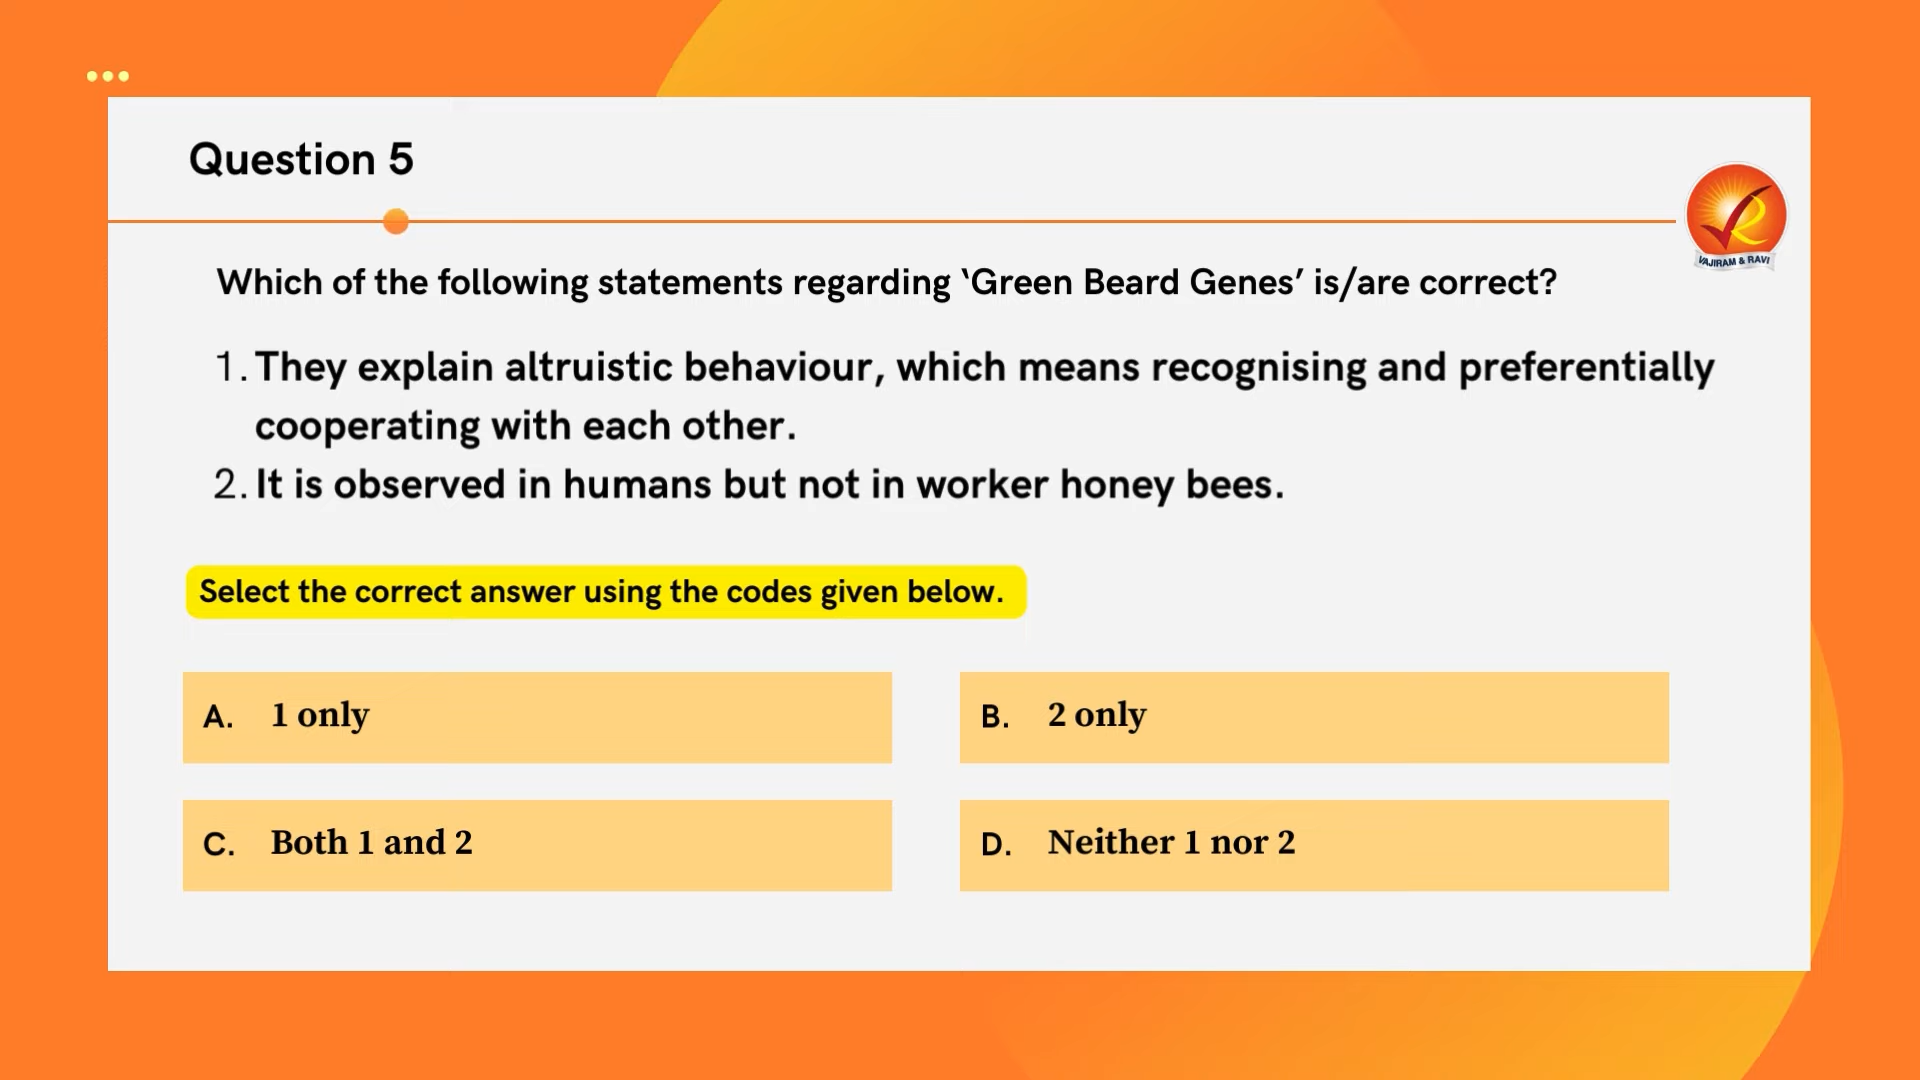 Question 5
VAJIRAM & RAVI
Which of the following statements regarding ‘Green Beard Genes’ is/are correct?
1. They explain altruistic behaviour, which means recognising and preferentially
cooperating with each other.
2. It is observed in humans but not in worker honey bees.
Select the correct answer using the codes given below.
A. 1 only
B. 2 only
C. Both 1 and 2
D. Neither 1 nor 2